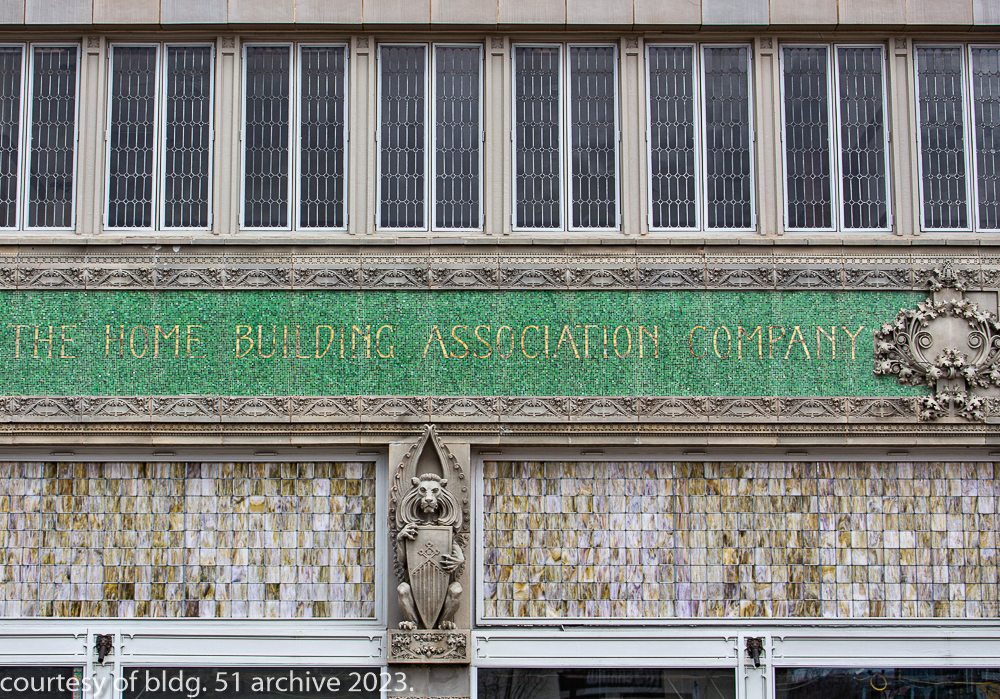 THE HOME BUILDING ASSOCIATION COMPANY
courtesy of bldg. 51 archive 2023.